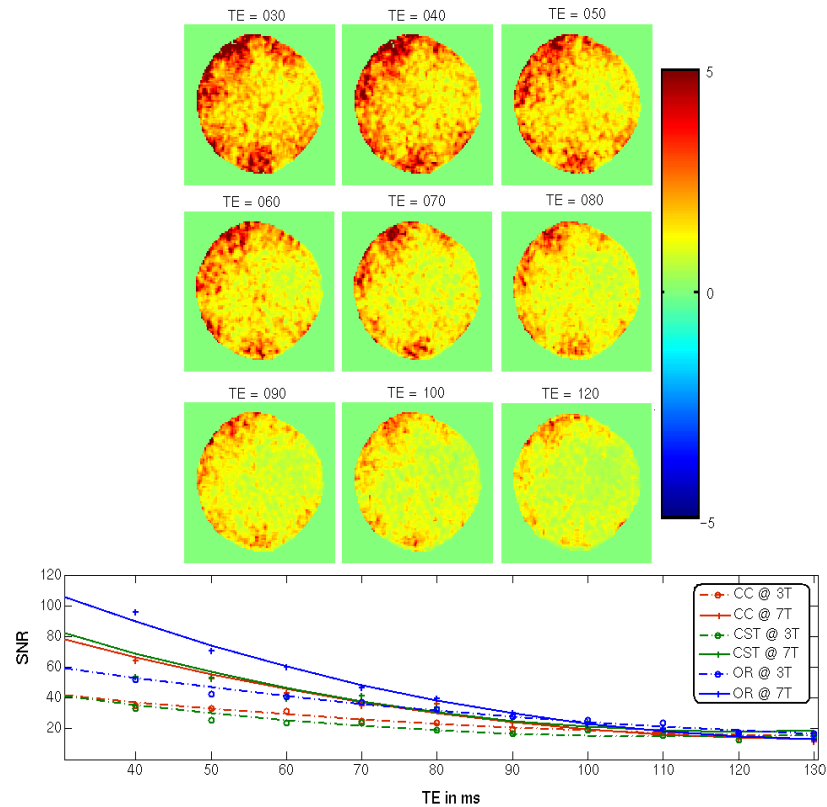 TE = 030
TE = 040
TE = 050
5
TE = 060
TE = 070
TE = 080
0
TE = 090
TE = 100
TE = 120
-5
120
100
80
60
40
20
SNR
CC @ 3T
CC @ 7T
CST @ 3T
CST @ 7T
OR @ 3T
OR @ 7T
40 50 60 70 80 90 100 110 120 130
TE in ms